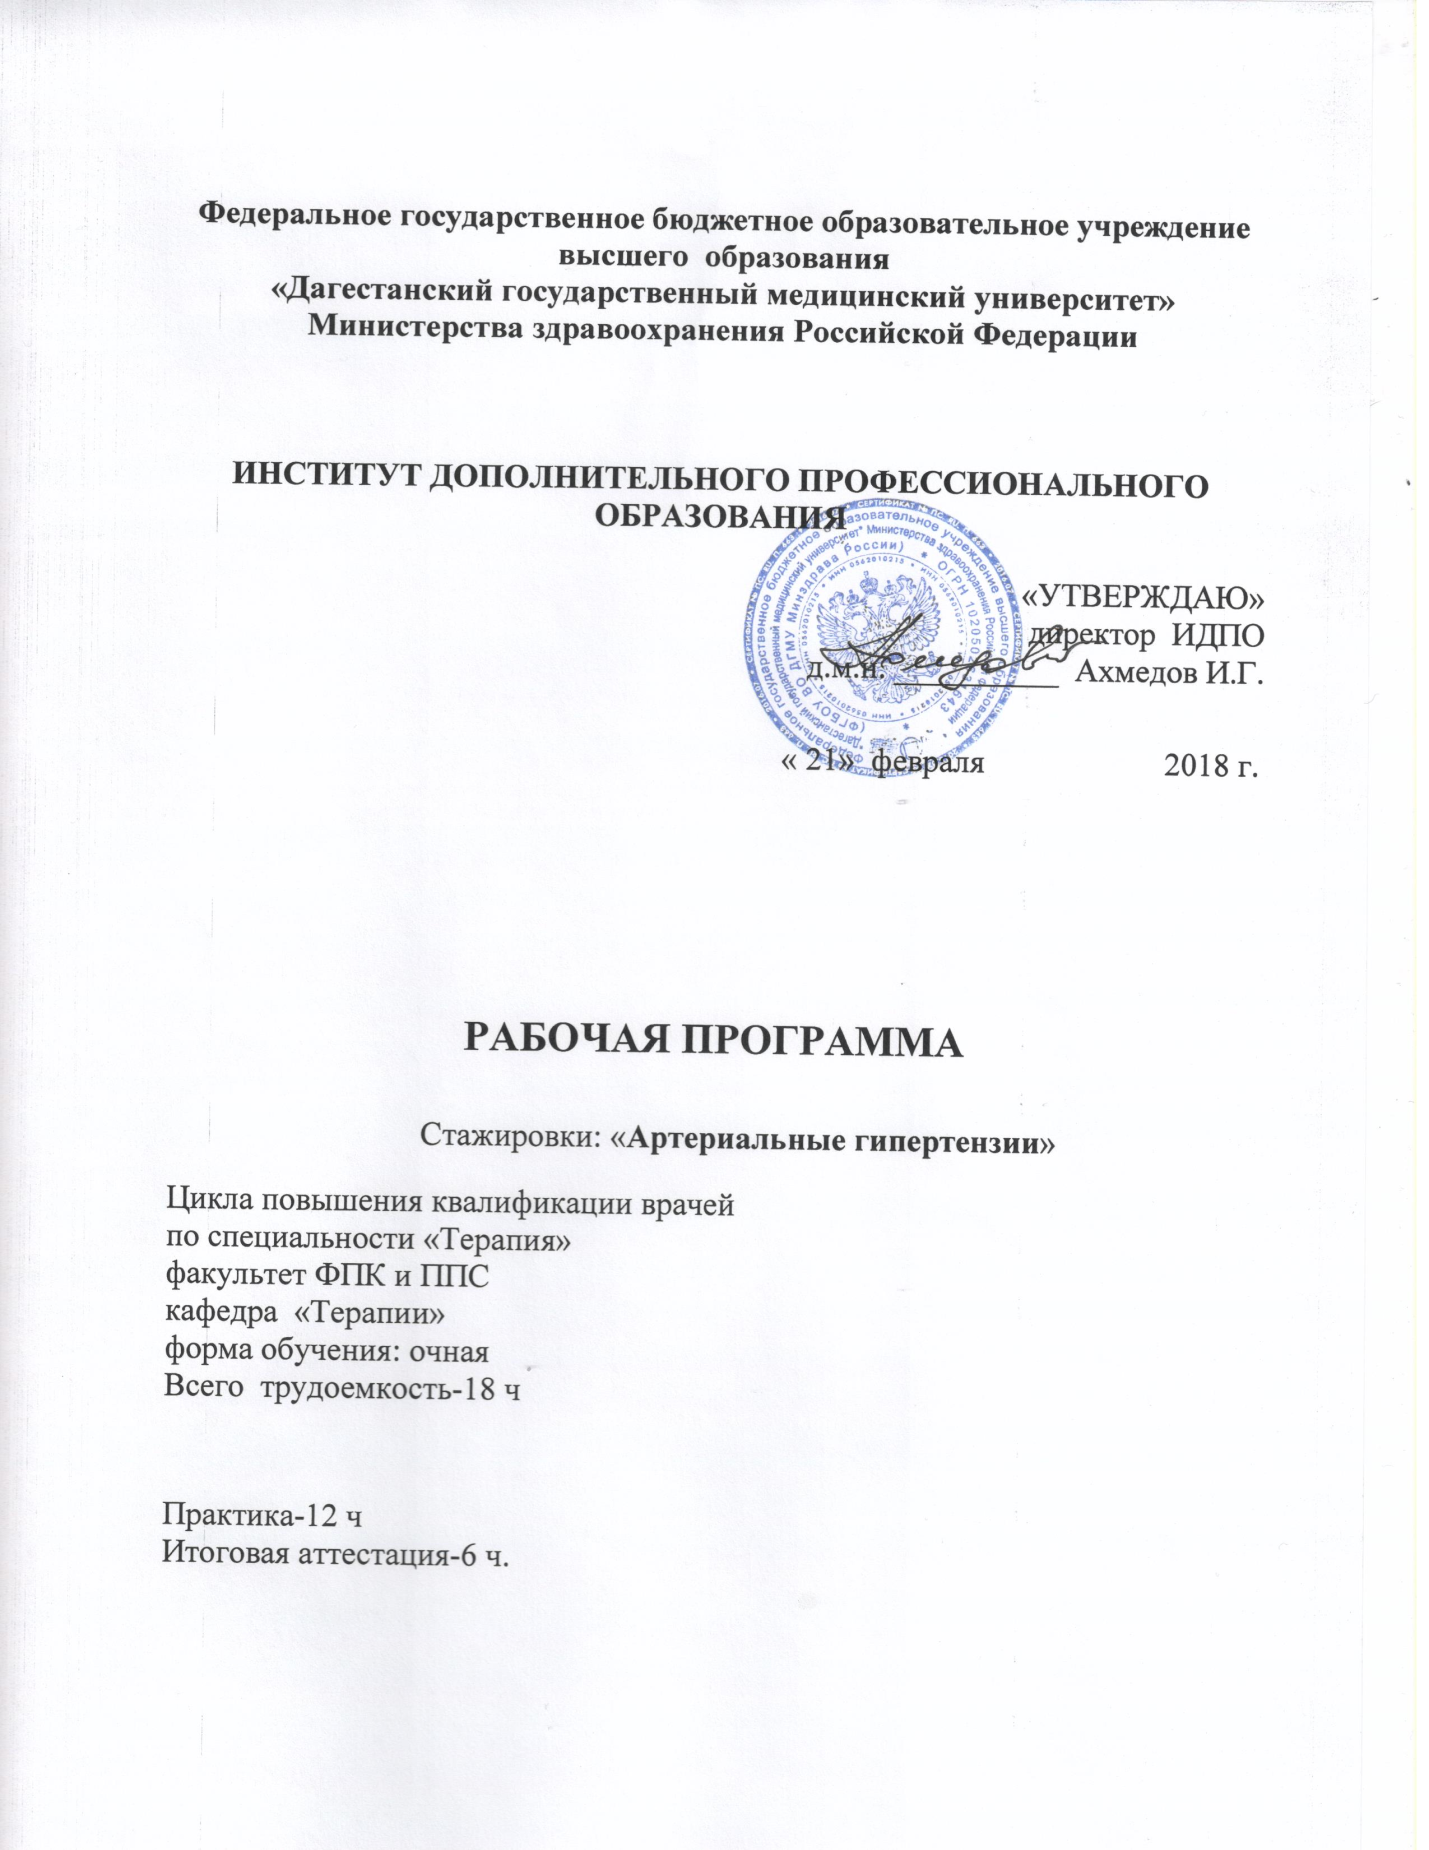 Федеральное государственное бюджетное образовательное учреждение
высшего образования
«Дагестанский государственный медицинский университет»
Министерства здравоохранения Российской Федерации
ИНСТИТУТ ДОПОЛНИТЕЛЬНОГО ПРОФЕССИОНАЛЬНОГО
ОБРАЗОВАНИЯ
«УТВЕРЖДАЮ»
директор ИДПО
д.м.н. __________ Ахмедов И.Г.
« 21» февраля 2018 г.
РАБОЧАЯ ПРОГРАММА
Стажировки: «Артериальные гипертензии»
Цикла повышения квалификации врачей
по специальности «Терапия»
факультет ФПК и ППС
кафедра «Терапии»
форма обучения: очная
Всего трудоемкость-18 ч
Практика-12 ч
Итоговая аттестация-6 ч.